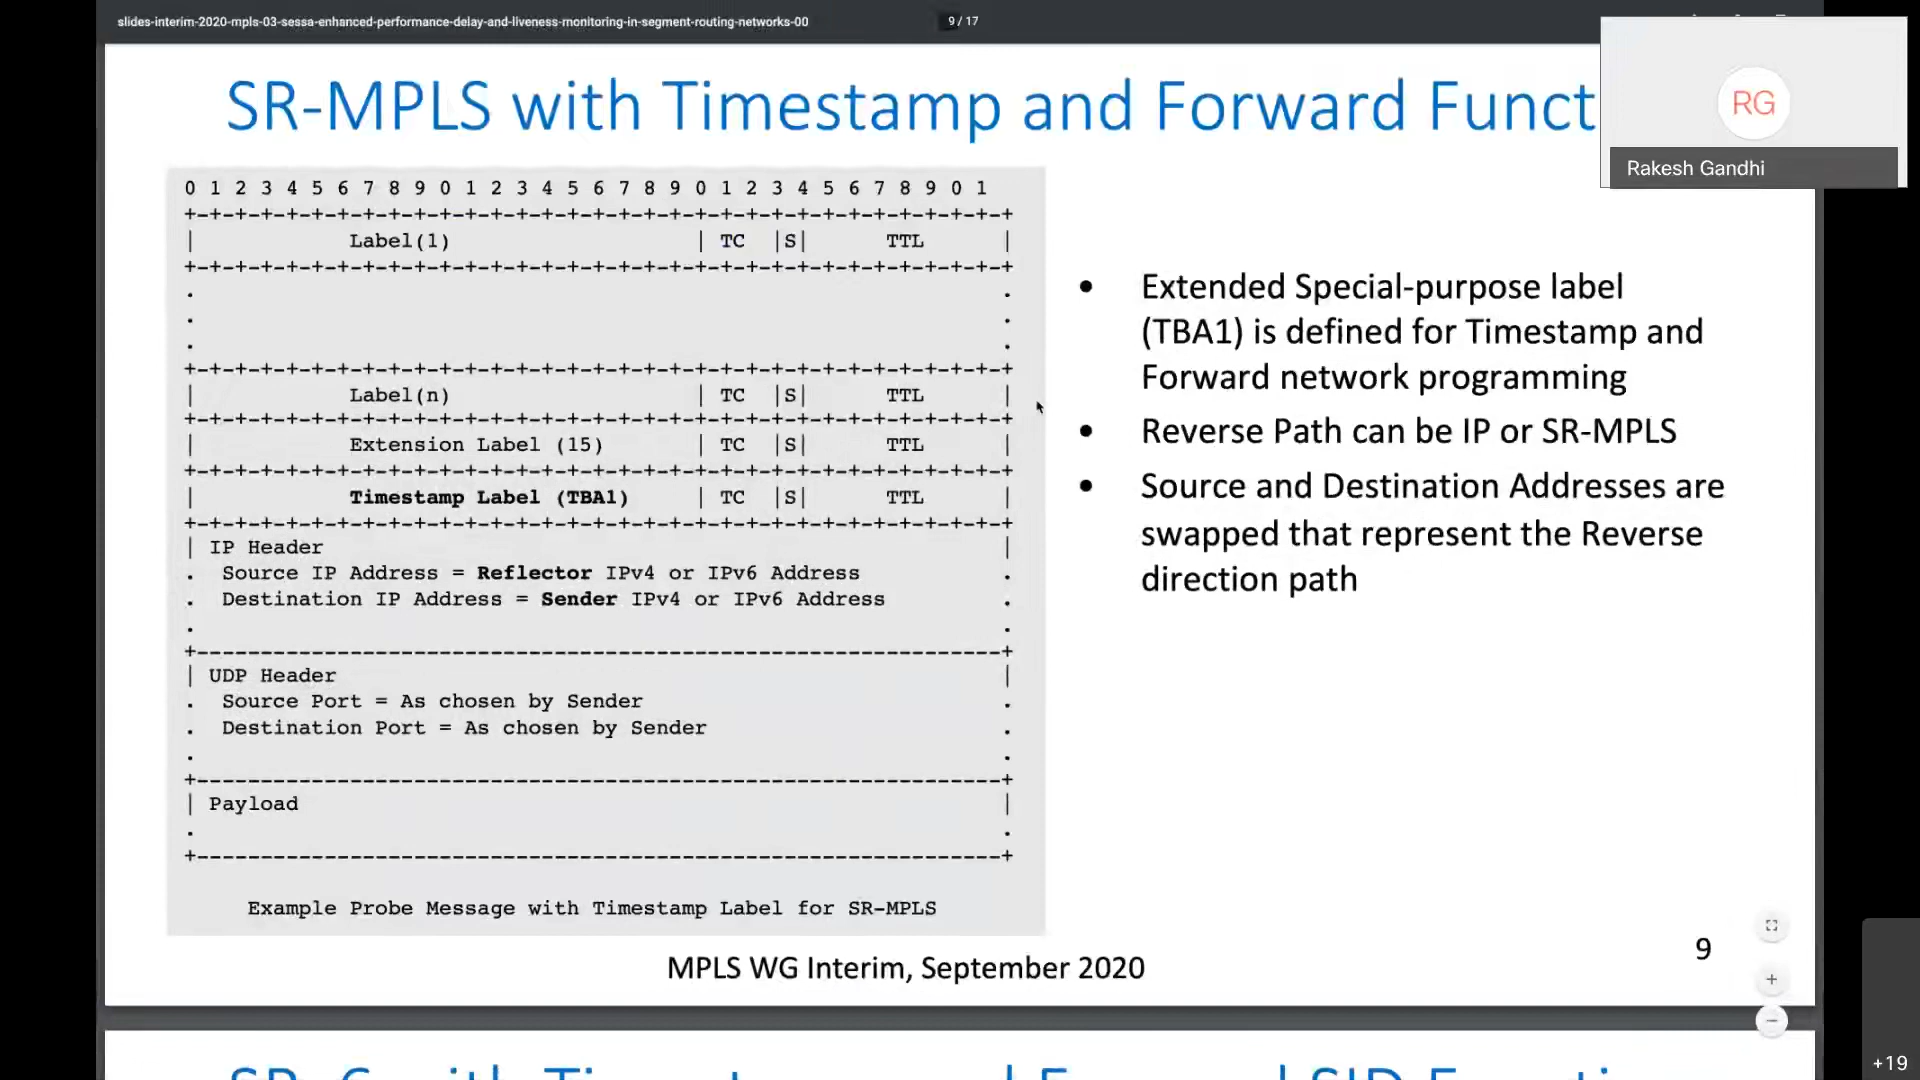 slides-interim-2020-mpls-03-sessa-enhanced-performance-delay-and-liveness-monitoring-in-segment-routing-networks-00
9 / 17
SR-MPLS with Timestamp and Forward Funct
RG
Rakesh Gandhi
0 1 2 3 4 5 6 7 8 9 0 1 2 3 4 5 6 7 8 9 0 1 2 3 4 5 6 7 8 9 0 1
+-+-+-+-+-+-+-+-+-+-+-+-+-+-+-+-+-+-+-+-+-+-+-+-+-+-+-+-+-+-+-+-+
| Label(1) | TC |S| TTL |
+-+-+-+-+-+-+-+-+-+-+-+-+-+-+-+-+-+-+-+-+-+-+-+-+-+-+-+-+-+-+-+-+
. .
. .
. .
+-+-+-+-+-+-+-+-+-+-+-+-+-+-+-+-+-+-+-+-+-+-+-+-+-+-+-+-+-+-+-+-+
| Label(n) | TC |S| TTL |
+-+-+-+-+-+-+-+-+-+-+-+-+-+-+-+-+-+-+-+-+-+-+-+-+-+-+-+-+-+-+-+-+
| Extension Label (15) | TC |S| TTL |
+-+-+-+-+-+-+-+-+-+-+-+-+-+-+-+-+-+-+-+-+-+-+-+-+-+-+-+-+-+-+-+-+
| Timestamp Label (TBA1) | TC |S| TTL |
+-+-+-+-+-+-+-+-+-+-+-+-+-+-+-+-+-+-+-+-+-+-+-+-+-+-+-+-+-+-+-+-+
| IP Header |
. Source IP Address = Reflector IPv4 or IPv6 Address .
. Destination IP Address = Sender IPv4 or IPv6 Address .
. .
+---------------------------------------------------------------+
| UDP Header |
. Source Port = As chosen by Sender .
. Destination Port = As chosen by Sender .
. .
+---------------------------------------------------------------+
| Payload |
. .
+---------------------------------------------------------------+
Example Probe Message with Timestamp Label for SR-MPLS
• Extended Special-purpose label
(TBA1) is defined for Timestamp and
Forward network programming
• Reverse Path can be IP or SR-MPLS
• Source and Destination Addresses are
swapped that represent the Reverse
direction path
MPLS WG Interim, September 2020
9
+19